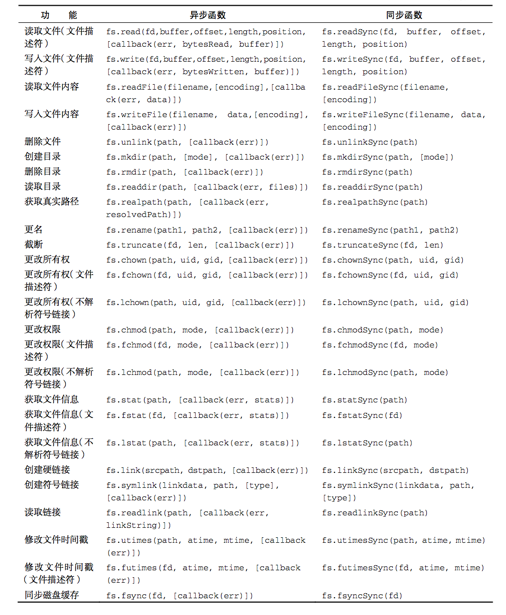 功 能 异步函数 同步函数
读取文件(文件描 fs.read(fd,buffer,offset,length,position, fs.readSync(fd, buffer, offset,
述符) [callback(err, bytesRead, buffer)]) length, position)
写入文件(文件描 fs.write(fd,buffer,offset,length,position, fs.writeSync(fd, buffer, offset,
述符) [callback(err, bytesWritten, buffer)]) length, position)
读取文件内容 fs.readFile(filename,[encoding],[callba fs.readFileSync(filename,
ck(err, data)]) [encoding])
写入文件内容 fs.writeFile(filename, data,[encoding], fs.writeFileSync(filename, data,
[callback(err)]) [encoding])
删除文件 fs.unlink(path, [callback(err)]) fs.unlinkSync(path)
创建目录 fs.mkdir(path, [mode], [callback(err)]) fs.mkdirSync(path, [mode])
删除目录 fs.rmdir(path, [callback(err)]) fs.rmdirSync(path)
读取目录 fs.readdir(path, [callback(err, files)]) fs.readdirSync(path)
获取真实路径 fs.realpath(path, [callback(err, fs.realpathSync(path)
resolvedPath)])
更名 fs.rename(path1, path2, [callback(err)]) fs.renameSync(path1, path2)
截断 fs.truncate(fd, len, [callback(err)]) fs.truncateSync(fd, len)
更改所有权 fs.chown(path, uid, gid, [callback(err)]) fs.chownSync(path, uid, gid)
更改所有权(文件 fs.fchown(fd, uid, gid, [callback(err)]) fs.fchownSync(fd, uid, gid)
描述符)
更改所有权(不解 fs.lchown(path, uid, gid, [callback(err)]) fs.lchownSync(path, uid, gid)
析符号链接)
更改权限 fs.chmod(path, mode, [callback(err)]) fs.chmodSync(path, mode)
更改权限(文件描 fs.fchmod(fd, mode, [callback(err)]) fs.fchmodSync(fd, mode)
述符)
更改权限(不解析 fs.lchmod(path, mode, [callback(err)]) fs.lchmodSync(path, mode)
符号链接)
获取文件信息 fs.stat(path, [callback(err, stats)]) fs.statSync(path)
获取文件信息(文 fs.fstat(fd, [callback(err, stats)]) fs.fstatSync(fd)
件描述符)
获取文件信息(不 fs.lstat(path, [callback(err, stats)]) fs.lstatSync(path)
解析符号链接)
创建硬链接 fs.link(srcpath, dstpath, [callback(err)]) fs.linkSync(srcpath, dstpath)
创建符号链接 fs.symlink(linkdata, path, [type], fs.symlinkSync(linkdata, path,
[callback(err)]) [type])
读取链接 fs.readlink(path, [callback(err, fs.readlinkSync(path)
linkString)])
修改文件时间戳 fs.utimes(path, atime, mtime, [callback fs.utimesSync(path, atime, mtime)
(err)])
修改文件时间戳 fs.futimes(fd, atime, mtime, [callback fs.futimesSync(fd, atime, mtime)
(文件描述符) (err)])
同步磁盘缓存 fs.fsync(fd, [callback(err)]) fs.fsyncSync(fd)